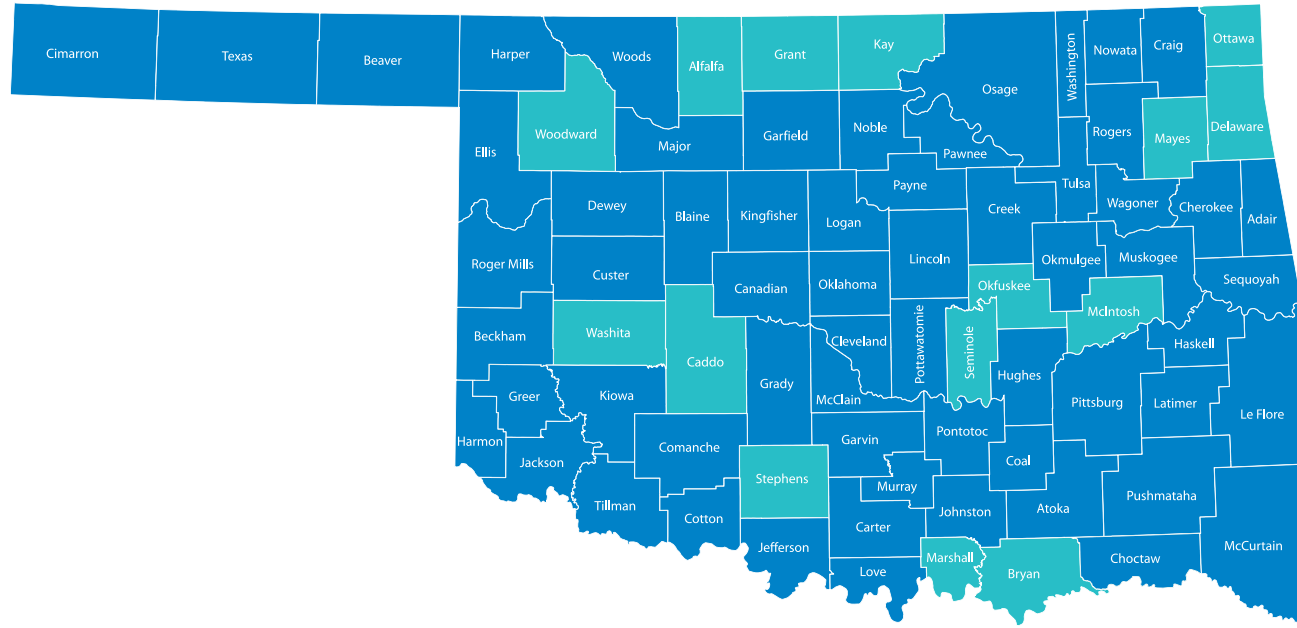 Cimarron
Texas
Beaver
Harper
Woods
Alfalfa
Grant
Kay
Osage
Washington
Nowata
Craig
Ottawa
Ellis
Woodward
Major
Garfield
Noble
Pawnee
Rogers
Mayes
Delaware
Dewey
Blaine
Kingfisher
Logan
Payne
Creek
Tulsa
Wagoner
Cherokee
Adair
Roger Mills
Custer
Canadian
Oklahoma
Lincoln
Okfuskee
Okmulgee
Muskogee
Sequoyah
Beckham
Washita
Caddo
Grady
Cleveland
McClain
Pottawatomie
Seminole
Hughes
McIntosh
Haskell
Greer
Kiowa
Pittsburg
Latimer
Le Flore
Harmon
Jackson
Comanche
Garvin
Pontotoc
Coal
Tillman
Cotton
Stephens
Murray
Carter
Johnston
Atoka
Pushmataha
Jefferson
Love
Marshall
Bryan
Choctaw
McCurtain